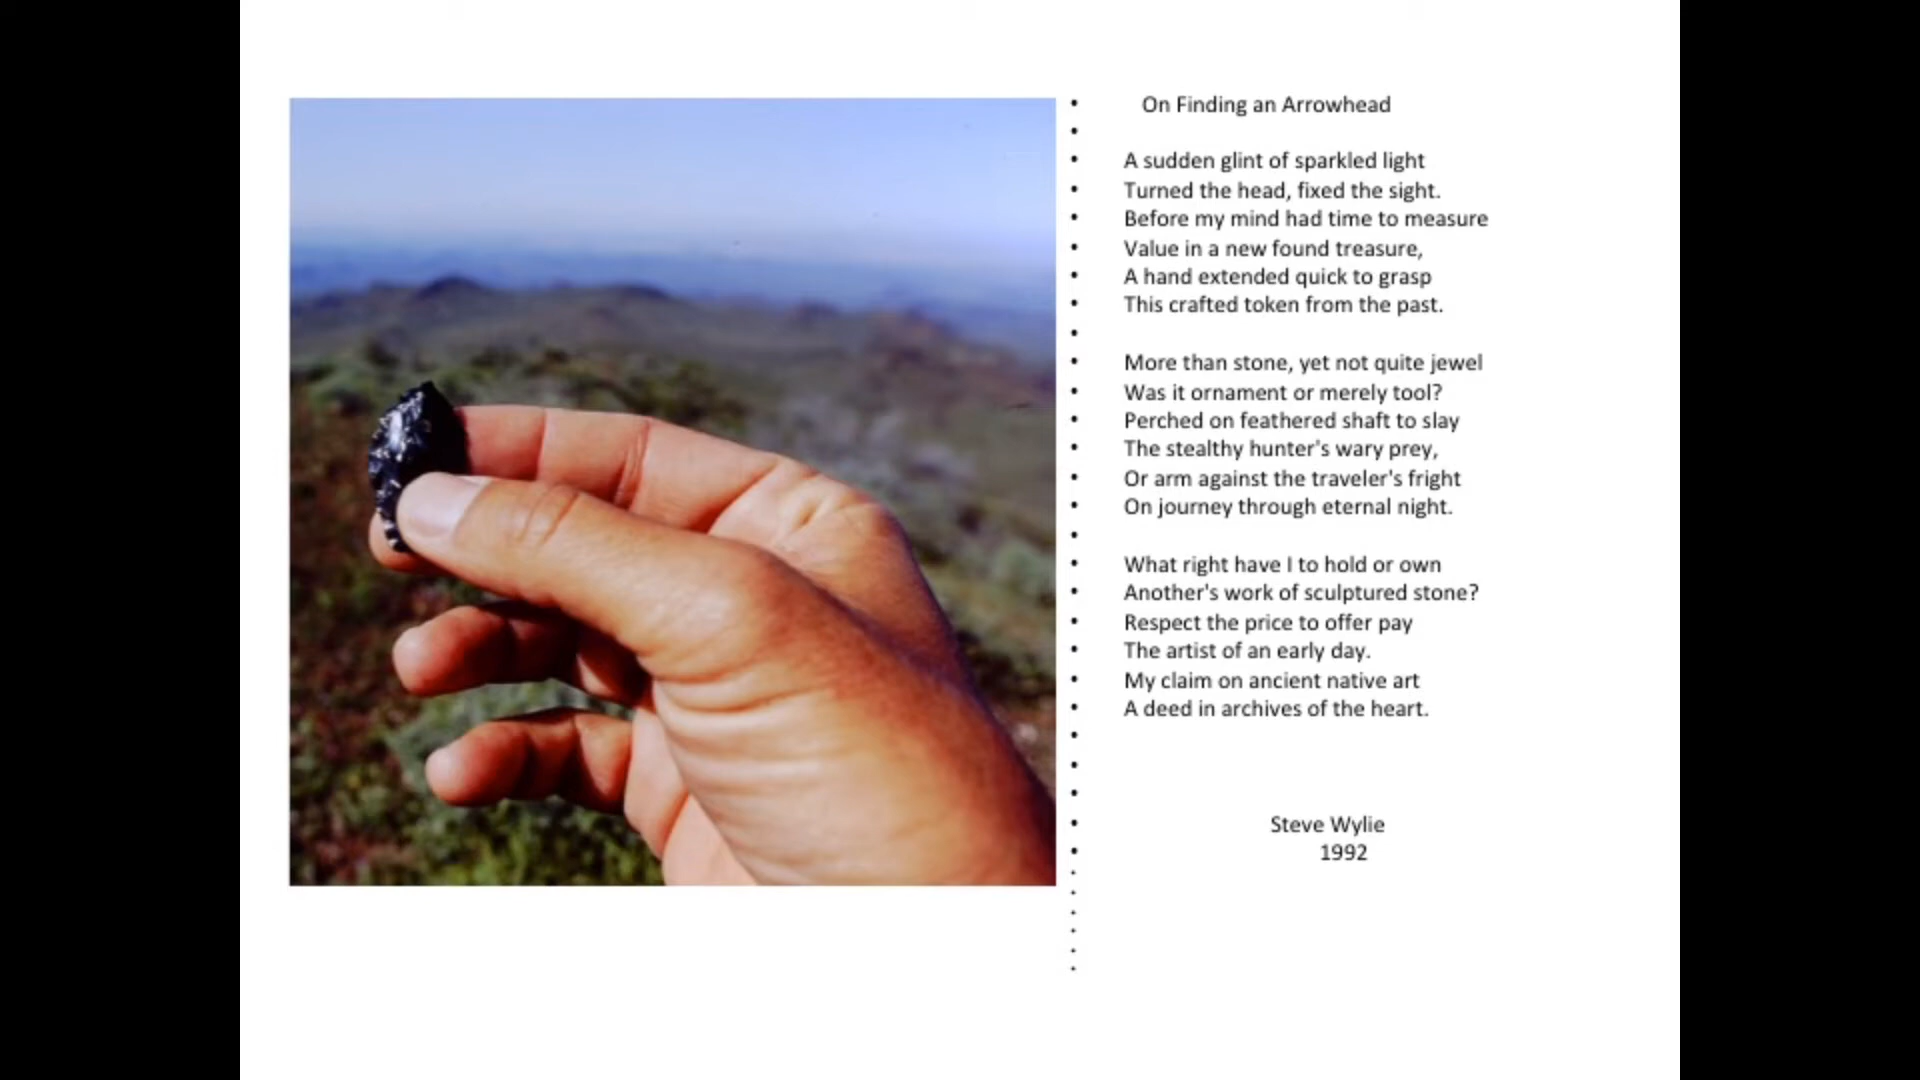 On Finding an Arrowhead
A sudden glint of sparkled light
Turned the head, fixed the sight.
Before my mind had time to measure
Value in a new found treasure,
A hand extended quick to grasp
This crafted token from the past.
More than stone, yet not quite jewel
Was it ornament or merely tool?
Perched on feathered shaft to slay
The stealthy hunter's wary prey,
Or arm against the traveler's fright
On journey through eternal night.
What right have I to hold or own
Another's work of sculptured stone?
Respect the price to offer pay
The artist of an early day.
My claim on ancient native art
A deed in archives of the heart.
Steve Wylie
1992